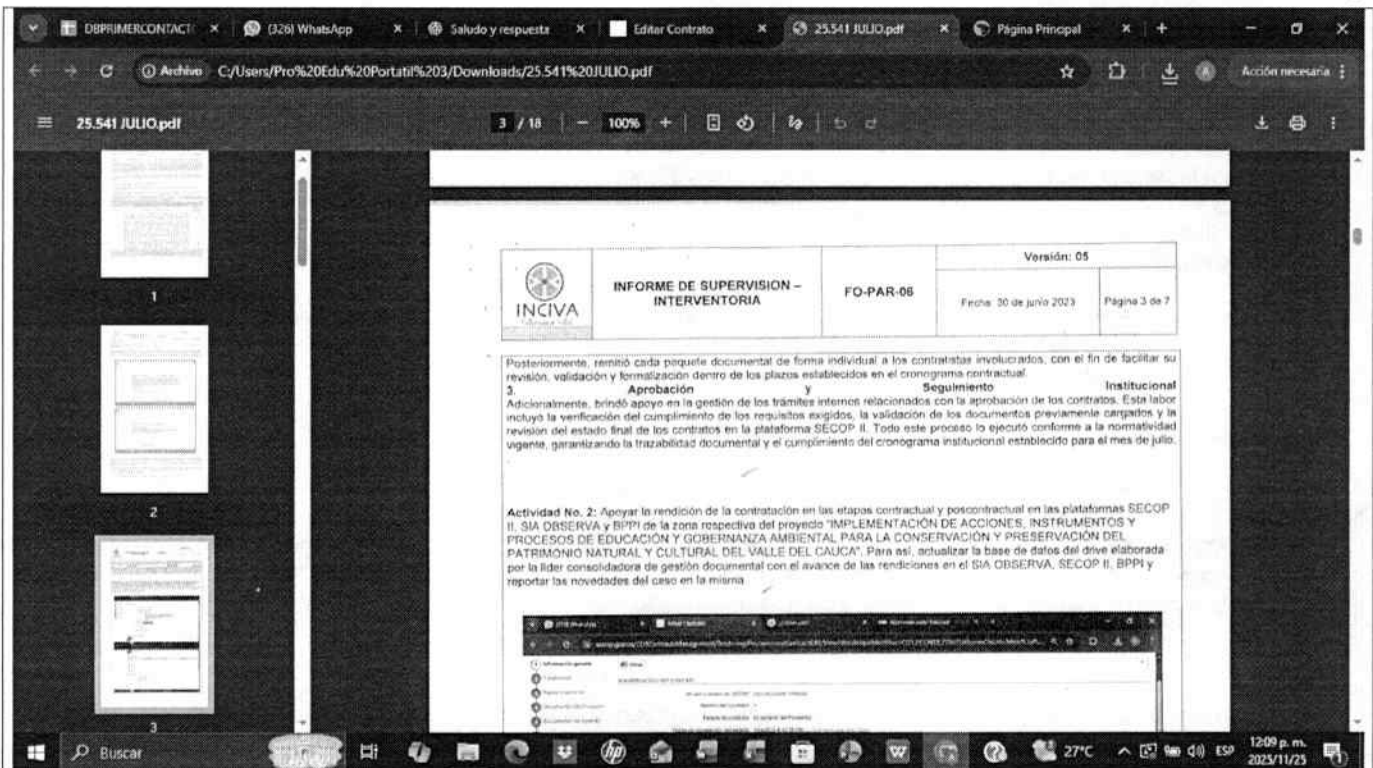 DBPRIMERCONTACT
(326) WhatsApp
Saludo y respuesta
Editar Contrato
25.541 JULIO.pdf
Página Principal
Archivo C:/Users/Pro%20Edu%20Portatil%203/Downloads/25.541%20JULIO.pdf
Acción necesaria
25.541 JULIO.pdf
3 / 18
100%
1
2
3
INCIVA
INFORME DE SUPERVISION –
INTERVENTORIA
FO-PAR-06
Versión: 05
Fecha: 30 de junio 2023
Página 3 de 7
Posteriormente, remitió cada paquete documental de forma individual a los contratistas involucrados, con el fin de facilitar su
revisión, validación y formalización dentro de los plazos establecidos en el cronograma contractual.
3. Aprobación y Seguimiento Institucional
Adicionalmente, brindó apoyo en la gestión de los trámites internos relacionados con la aprobación de los contratos. Esta labor
incluyó la verificación del cumplimiento de los requisitos exigidos, la validación de los documentos previamente cargados y la
revisión del estado final de los contratos en la plataforma SECOP II. Todo este proceso lo ejecutó conforme a la normatividad
vigente, garantizando la trazabilidad documental y el cumplimiento del cronograma institucional establecido para el mes de julio.
Actividad No. 2: Apoyar la rendición de la contratación en las etapas contractual y poscontractual en las plataformas SECOP
II, SIA OBSERVA y BPPI de la zona respectiva del proyecto "IMPLEMENTACIÓN DE ACCIONES, INSTRUMENTOS Y
PROCESOS DE EDUCACIÓN Y GOBERNANZA AMBIENTAL PARA LA CONSERVACIÓN Y PRESERVACIÓN DEL
PATRIMONIO NATURAL Y CULTURAL DEL VALLE DEL CAUCA". Para así, actualizar la base de datos del drive elaborada
por la líder consolidadora de gestión documental con el avance de las rendiciones en el SIA OBSERVA, SECOP II, BPPI y
reportar las novedades del caso en la misma
Buscar
27°C
ESP
12:09 p. m.
2025/11/25